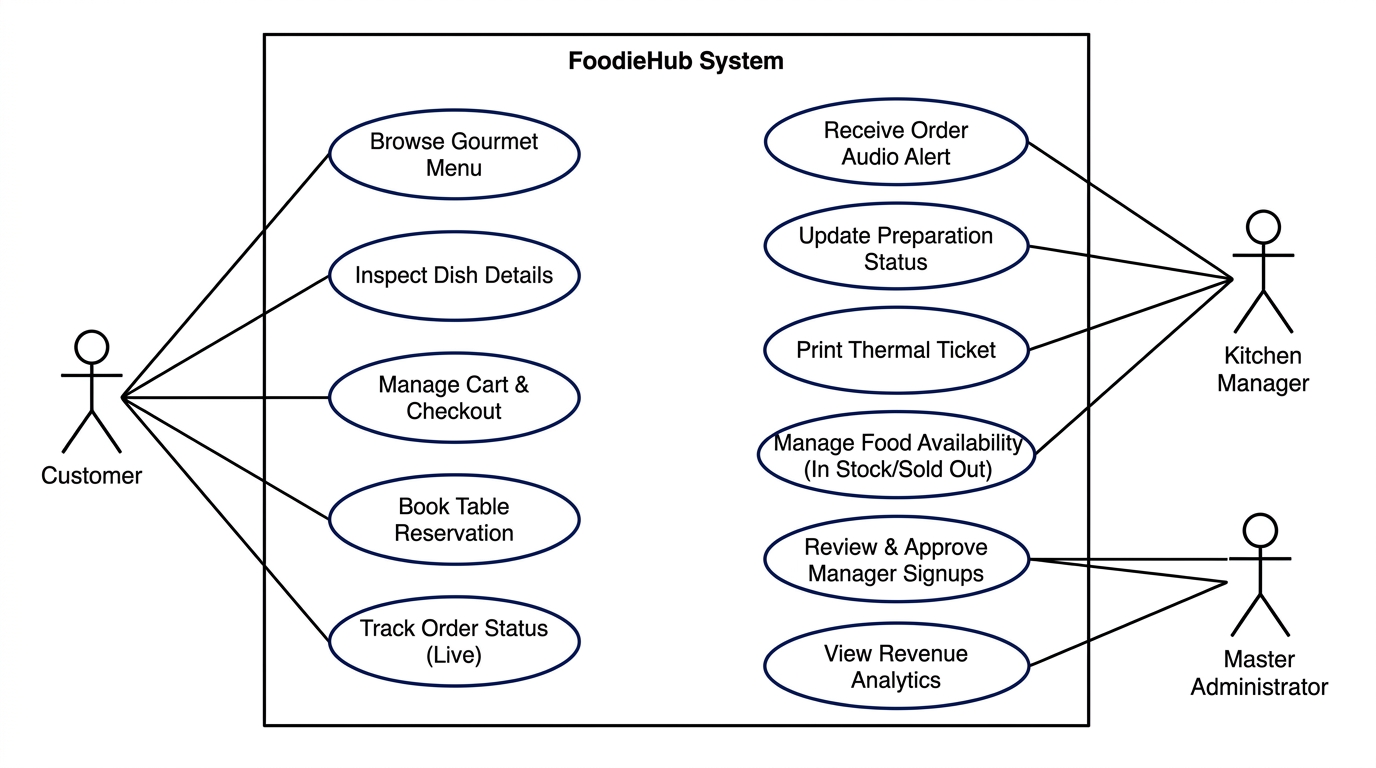 FoodieHub System
Browse Gourmet
Menu
Inspect Dish Details
Manage Cart &
Checkout
Book Table
Reservation
Track Order Status
(Live)
Receive Order
Audio Alert
Update Preparation
Status
Print Thermal Ticket
Manage Food Availability
(In Stock/Sold Out)
Review & Approve
Manager Signups
View Revenue
Analytics
Customer
Kitchen
Manager
Master
Administrator